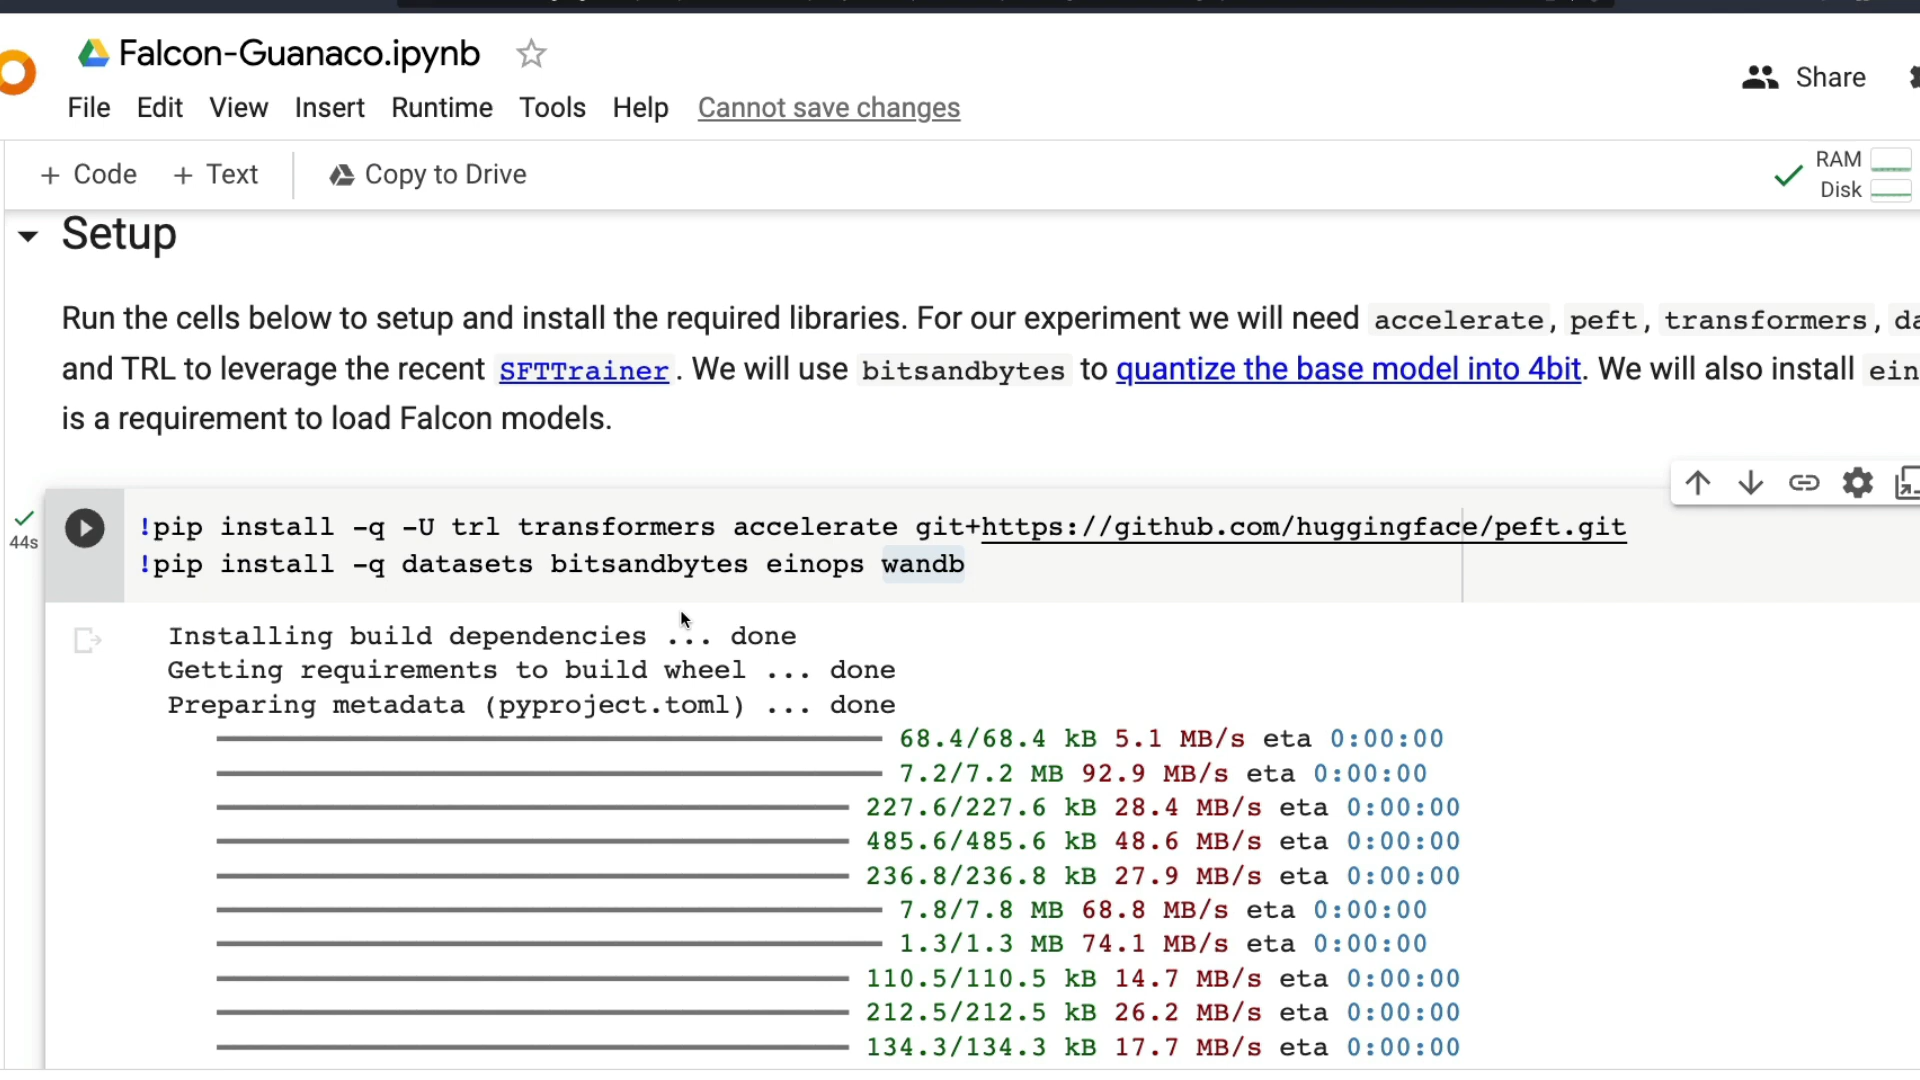 Falcon-Guanaco.ipynb
Share
File Edit View Insert Runtime Tools Help Cannot save changes
+ Code + Text Copy to Drive
RAM
Disk
Setup
Run the cells below to setup and install the required libraries. For our experiment we will need accelerate, peft, transformers,
and TRL to leverage the recent SFTTrainer. We will use bitsandbytes to quantize the base model into 4bit. We will also install
is a requirement to load Falcon models.
44s
!pip install -q -U trl transformers accelerate git+https://github.com/huggingface/peft.git
!pip install -q datasets bitsandbytes einops wandb
Installing build dependencies ... done
Getting requirements to build wheel ... done
Preparing metadata (pyproject.toml) ... done
68.4/68.4 kB 5.1 MB/s eta 0:00:00
7.2/7.2 MB 92.9 MB/s eta 0:00:00
227.6/227.6 kB 28.4 MB/s eta 0:00:00
485.6/485.6 kB 48.6 MB/s eta 0:00:00
236.8/236.8 kB 27.9 MB/s eta 0:00:00
7.8/7.8 MB 68.8 MB/s eta 0:00:00
1.3/1.3 MB 74.1 MB/s eta 0:00:00
110.5/110.5 kB 14.7 MB/s eta 0:00:00
212.5/212.5 kB 26.2 MB/s eta 0:00:00
134.3/134.3 kB 17.7 MB/s eta 0:00:00